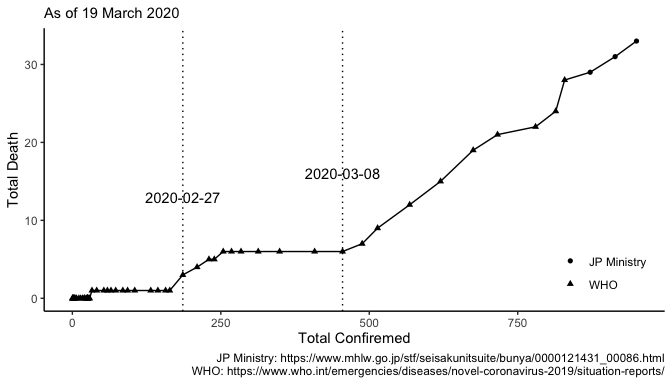 As of 19 March 2020
Total Death
30
20
10
0
2020-02-27
2020-03-08
JP Ministry
WHO
0
250
500
750
Total Confiremed
JP Ministry: https://www.mhlw.go.jp/stf/seisakunitsuite/bunya/0000121431_00086.html
WHO: https://www.who.int/emergencies/diseases/novel-coronavirus-2019/situation-reports/